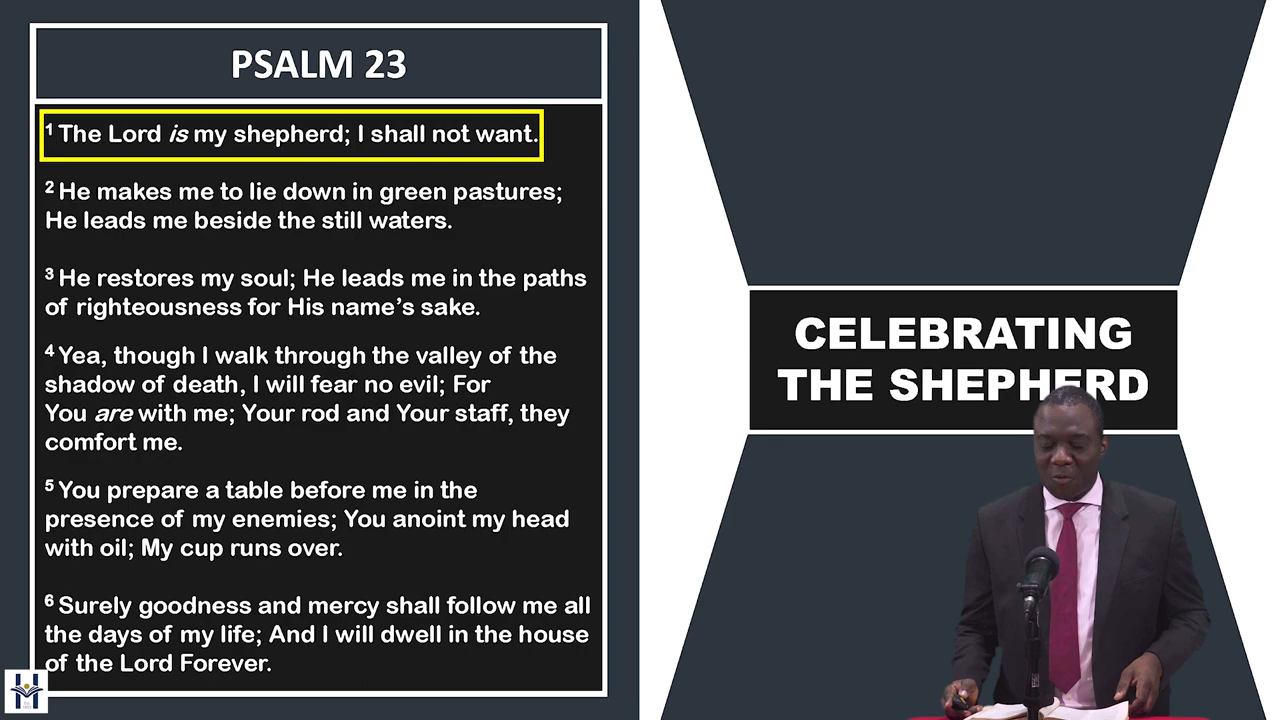 PSALM 23
1 The Lord is my shepherd; I shall not want.
2 He makes me to lie down in green pastures;
He leads me beside the still waters.
3 He restores my soul; He leads me in the paths
of righteousness for His name’s sake.
4 Yea, though I walk through the valley of the
shadow of death, I will fear no evil; For
You are with me; Your rod and Your staff, they
comfort me.
5 You prepare a table before me in the
presence of my enemies; You anoint my head
with oil; My cup runs over.
6 Surely goodness and mercy shall follow me all
the days of my life; And I will dwell in the house
of the Lord Forever.
CELEBRATING
THE SHEPHERD